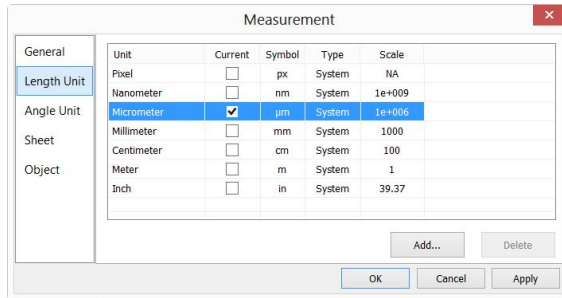 Measurement
General
Length Unit
Angle Unit
Sheet
Object
Unit Current Symbol Type Scale
Pixel px System NA
Nanometer nm System 1e+009
Micrometer µm System 1e+006
Millimeter mm System 1000
Centimeter cm System 100
Meter m System 1
Inch in System 39.37
Add... Delete
OK Cancel Apply